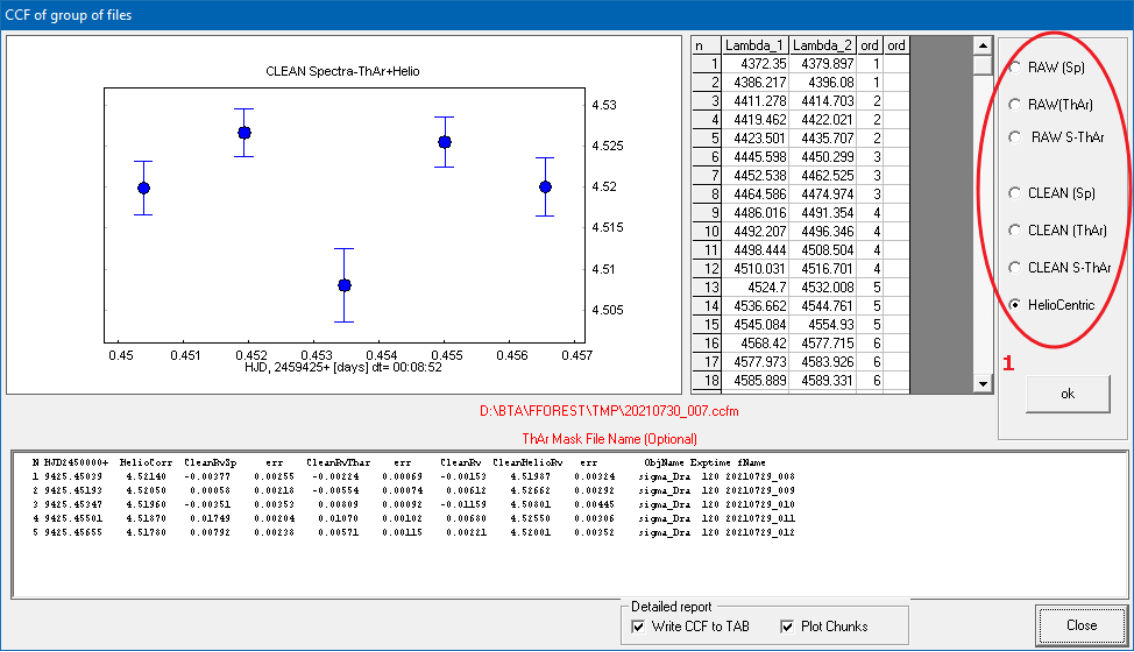 CCF of group of files
CLEAN Spectra-ThAr+Helio
4.53
4.525
4.52
4.515
4.51
4.505
0.45 0.451 0.452 0.453 0.454 0.455 0.456 0.457
HJD, 2459425+ [days] dt= 00:08:52
n Lambda_1 Lambda_2 ord ord
1 4372.35 4379.897 1
2 4386.217 4396.08 1
3 4411.278 4414.703 2
4 4419.462 4422.021 2
5 4423.501 4435.707 2
6 4445.598 4450.299 3
7 4452.538 4462.525 3
8 4464.586 4474.974 3
9 4486.016 4491.354 4
10 4492.207 4496.346 4
11 4498.444 4508.504 4
12 4510.031 4516.701 4
13 4524.7 4532.008 5
14 4536.662 4544.761 5
15 4545.084 4554.93 5
16 4568.42 4577.715 6
17 4577.973 4583.926 6
18 4585.889 4589.331 6
RAW (Sp)
RAW(ThAr)
RAW S-ThAr
CLEAN (Sp)
CLEAN (ThAr)
CLEAN S-ThAr
HelioCentric
1
ok
D:\BTA\FFOREST\TMP\20210730_007.ccfm
ThAr Mask File Name (Optional)
N HJD2450000+ HelioCorr CleanRvSp err CleanRvThar err CleanRv CleanHelioRv err ObjName Exptime fName
1 9425.45039 4.52140 -0.00377 0.00255 -0.00224 0.00069 -0.00153 4.51987 0.00324 sigma_Dra 120 20210729_008
2 9425.45193 4.52050 0.00058 0.00218 -0.00554 0.00074 0.00612 4.52662 0.00292 sigma_Dra 120 20210729_009
3 9425.45347 4.51960 -0.00351 0.00353 0.00809 0.00092 -0.01159 4.50801 0.00445 sigma_Dra 120 20210729_010
4 9425.45501 4.51870 0.01749 0.00204 0.01070 0.00102 0.00680 4.52550 0.00306 sigma_Dra 120 20210729_011
5 9425.45655 4.51780 0.00792 0.00238 0.00571 0.00115 0.00221 4.52001 0.00352 sigma_Dra 120 20210729_012
Detailed report
Write CCF to TAB Plot Chunks
Close